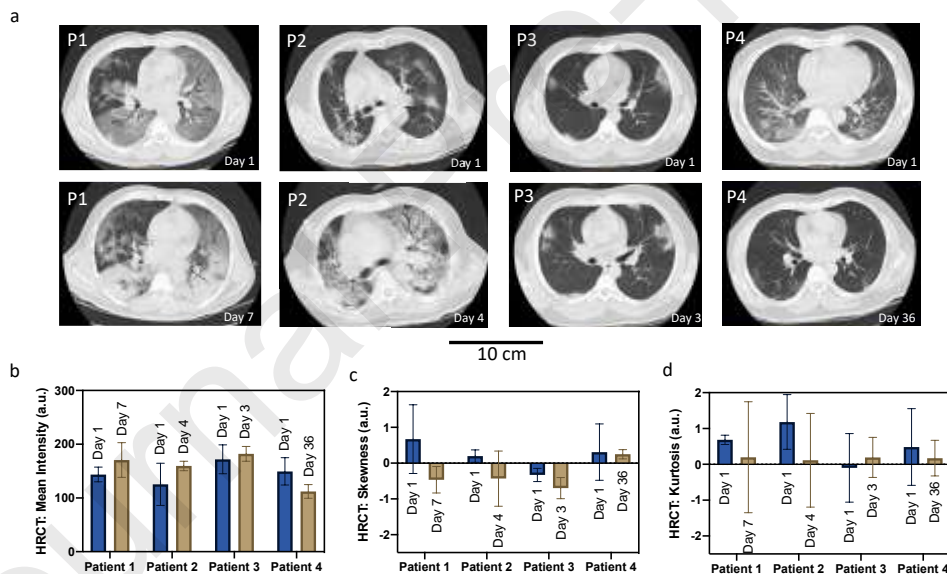 a
P1
P2
P3
P4
Day 1
Day 1
Day 1
Day 1
P1
P2
P3
P4
Day 7
Day 4
Day 3
Day 36
10 cm
b
HRCT: Mean Intensity (a.u.)
300
200
100
0
Day 1
Day 7
Day 1
Day 4
Day 1
Day 3
Day 1
Day 36
Patient 1
Patient 2
Patient 3
Patient 4
c
HRCT: Skewness (a.u.)
2
1
0
-1
-2
Day 1
Day 7
Day 1
Day 4
Day 1
Day 3
Day 1
Day 36
Patient 1
Patient 2
Patient 3
Patient 4
d
HRCT: Kurtosis (a.u.)
2
1
0
-1
-2
Day 1
Day 7
Day 1
Day 4
Day 1
Day 3
Day 1
Day 36
Patient 1
Patient 2
Patient 3
Patient 4